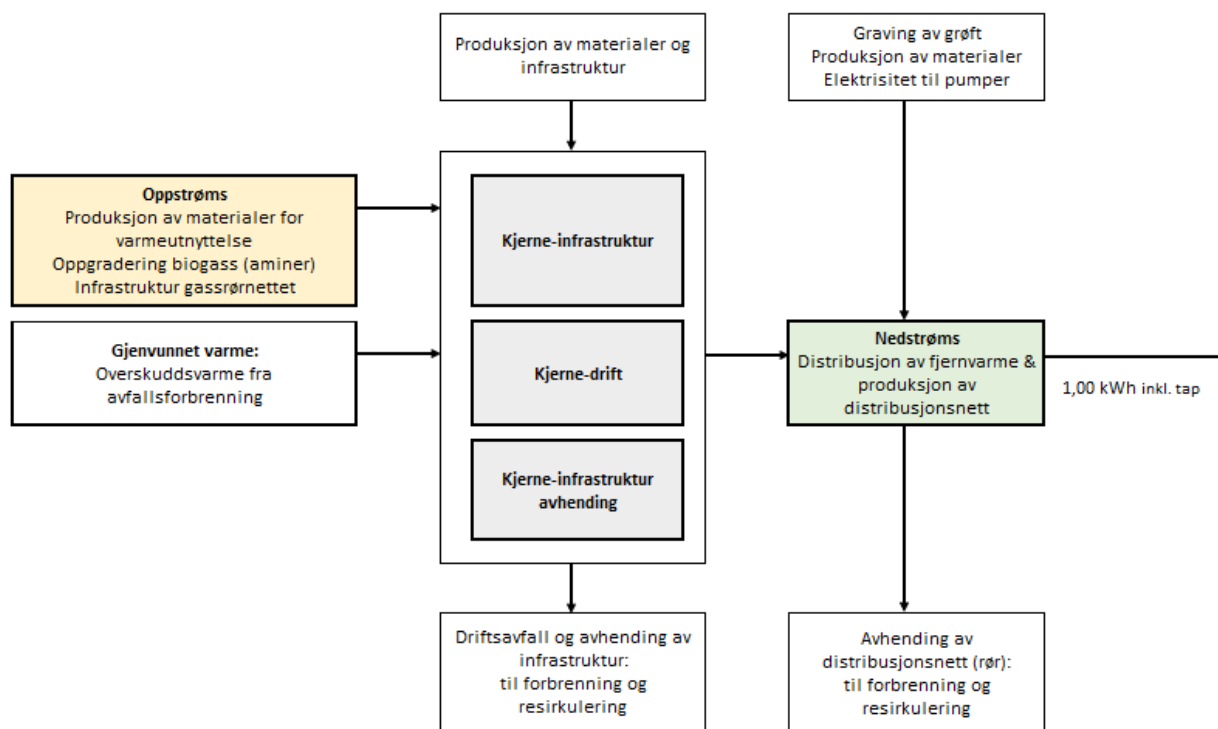 Produksjon av materialer og
infrastruktur
Graving av grøft
Produksjon av materialer
Elektrisitet til pumper
Oppstrøms
Produksjon av materialer for
varmeutnyttelse
Oppgradering biogass (aminer)
Infrastruktur gassrørnettet
Gjenvunnet varme:
Overskuddsvarme fra
avfallsforbrenning
Kjerne-infrastruktur
Kjerne-drift
Kjerne-infrastruktur
avhending
Nedstrøms
Distribusjon av fjernvarme &
produksjon av
distribusjonsnett
1,00 kWh inkl. tap
Driftsavfall og avhending av
infrastruktur:
til forbrenning og
resirkulering
Avhending av
distribusjonsnett (rør):
til forbrenning og
resirkulering